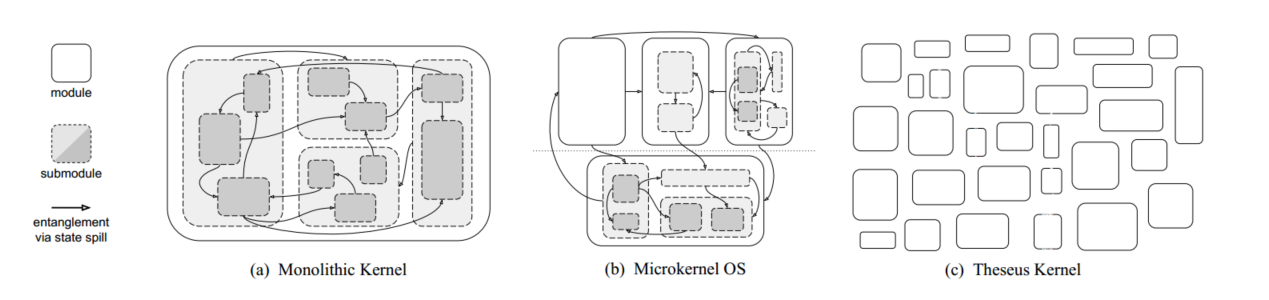 module
submodule
entanglement
via state spill
(a) Monolithic Kernel
(b) Microkernel OS
(c) Theseus Kernel